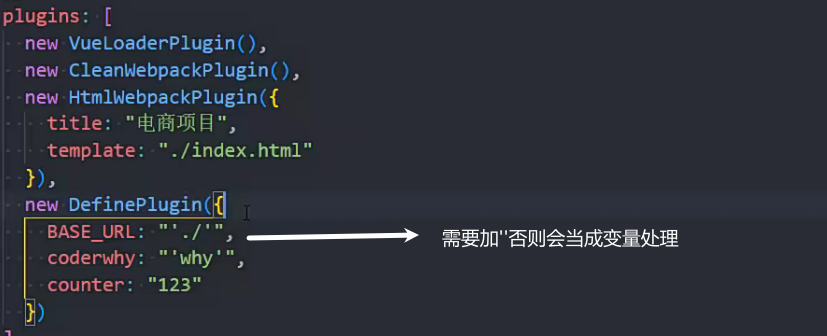 plugins: [
new VueLoaderPlugin(),
new CleanWebpackPlugin(),
new HtmlWebpackPlugin({
title: "电商项目",
template: "./index.html"
}),
new DefinePlugin({
BASE_URL: "'./'",
需要加''否则会当成变量处理
coderwhy: "'why'",
counter: "123"
})